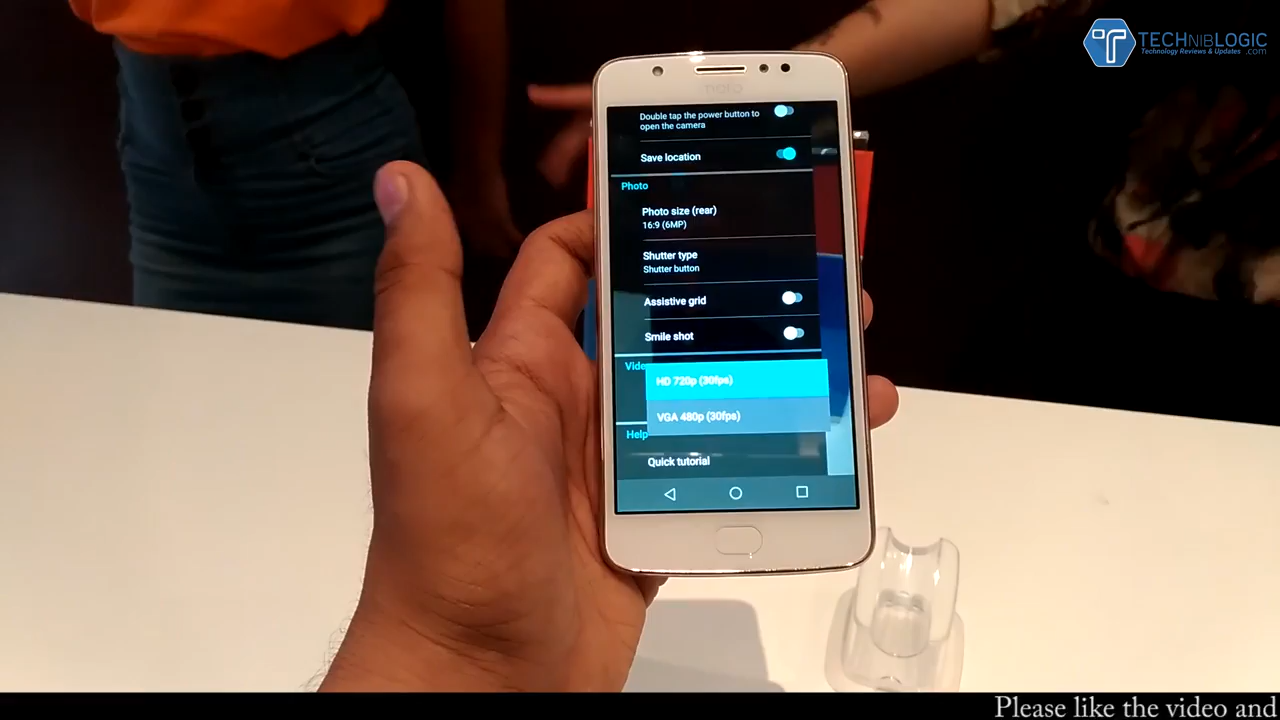 TECHNIBLOGIC
Technology Reviews & Updates .com
moto
Double tap the power button to
open the camera
Save location
Photo
Photo size (rear)
16:9 (6MP)
Shutter type
Shutter button
Assistive grid
Smile shot
Vide
HD 720p (30fps)
VGA 480p (30fps)
Help
Quick tutorial
Please like the video and